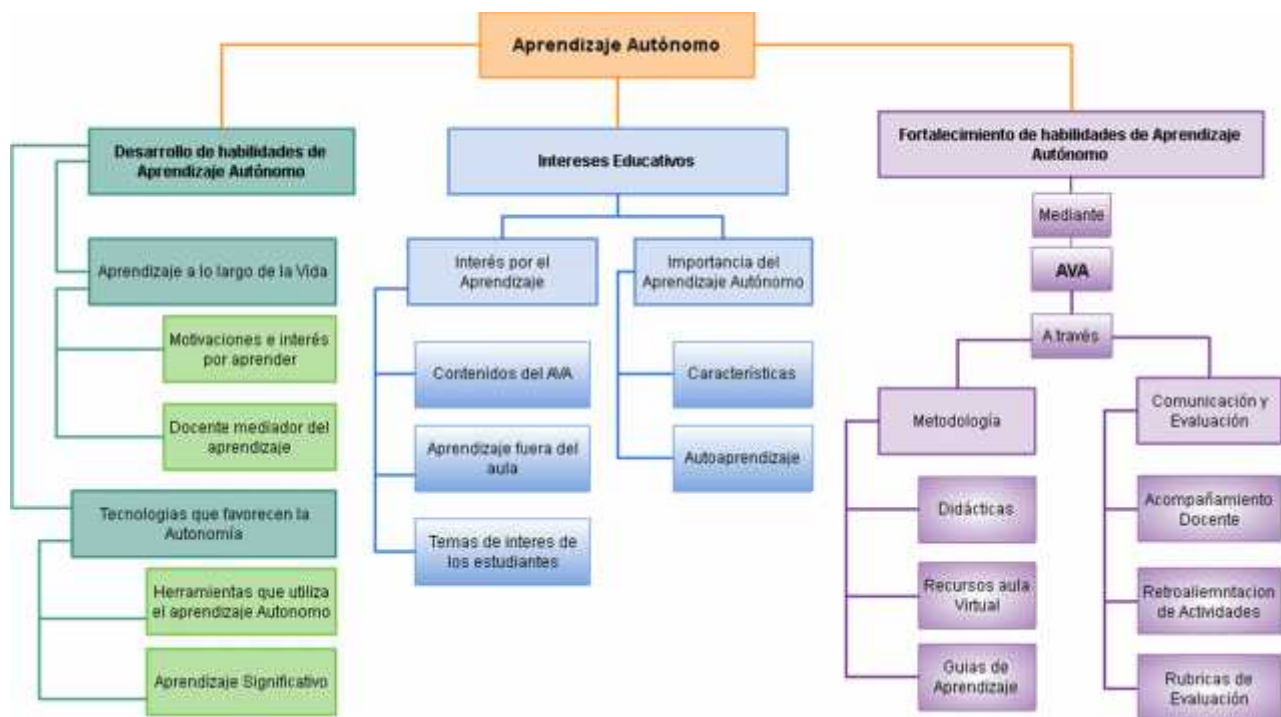 Aprendizaje Autónomo
Desarrollo de habilidades de
Aprendizaje Autónomo
Aprendizaje a lo largo de la Vida
Motivaciones e interés
por aprender
Docente mediador del
aprendizaje
Tecnologias que favorecen la
Autonomía
Herramientas que utiliza
el aprendizaje Autonomo
Aprendizaje Significativo
Intereses Educativos
Interés por el
Aprendizaje
Contenidos del AVA
Aprendizaje fuera del
aula
Temas de interes de
los estudiantes
Importancia del
Aprendizaje Autónomo
Características
Autoaprendizaje
Fortalecimiento de habilidades de Aprendizaje
Autónomo
Mediante
AVA
A través
Metodología
Didácticas
Recursos aula
Virtual
Guias de
Aprendizaje
Comunicación y
Evaluación
Acompañamiento
Docente
Retroaliemntacion
de Actividades
Rubricas de
Evaluación